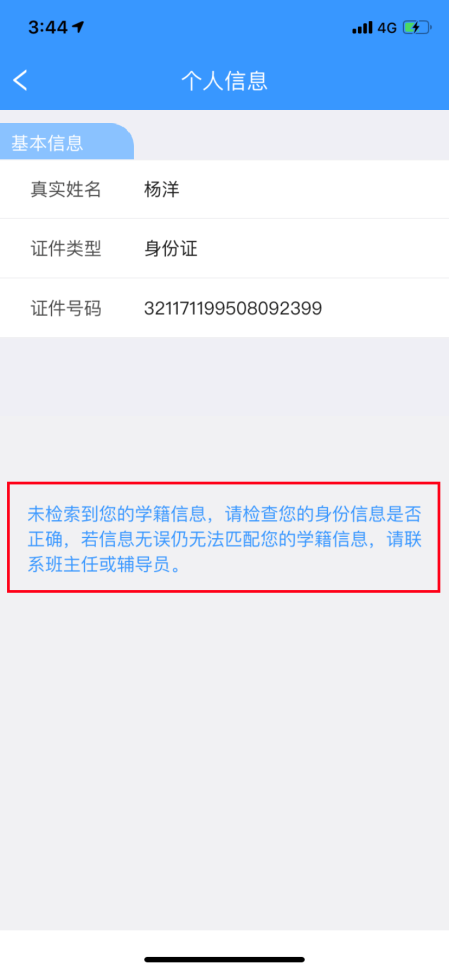 3:44
4G
个人信息
基本信息
真实姓名 杨洋
证件类型 身份证
证件号码 321171199508092399
未检索到您的学籍信息，请检查您的身份信息是否
正确，若信息无误仍无法匹配您的学籍信息，请联
系班主任或辅导员。